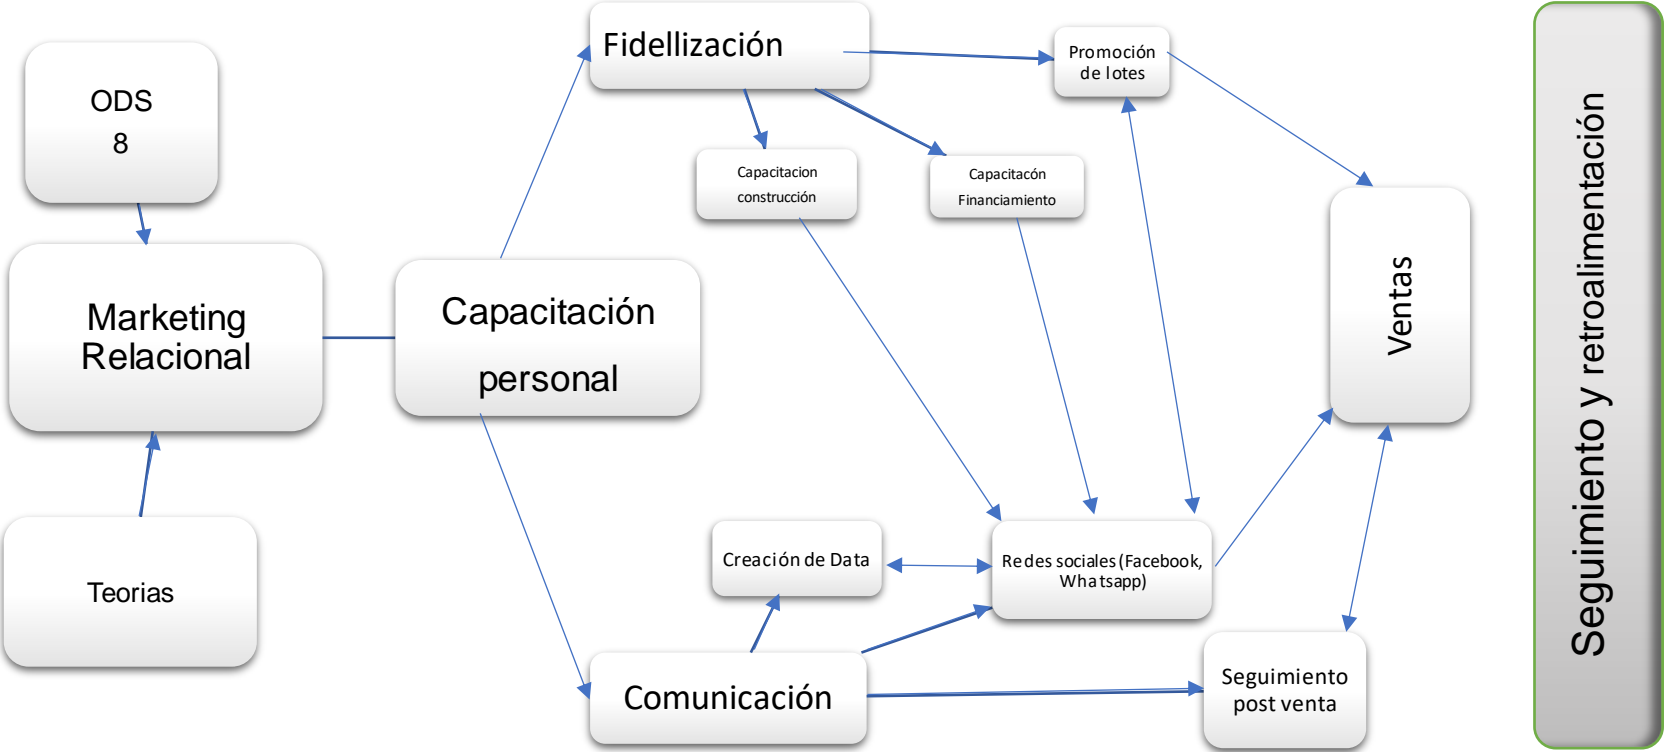 ODS
8
Marketing
Relacional
Teorias
Capacitación
personal
Fidellización
Promoción
de lotes
Capacitacion
construcción
Capacitacón
Financiamiento
Ventas
Creación de Data
Redes sociales (Facebook,
Whatsapp)
Comunicación
Seguimiento
post venta
Seguimiento y retroalimentación